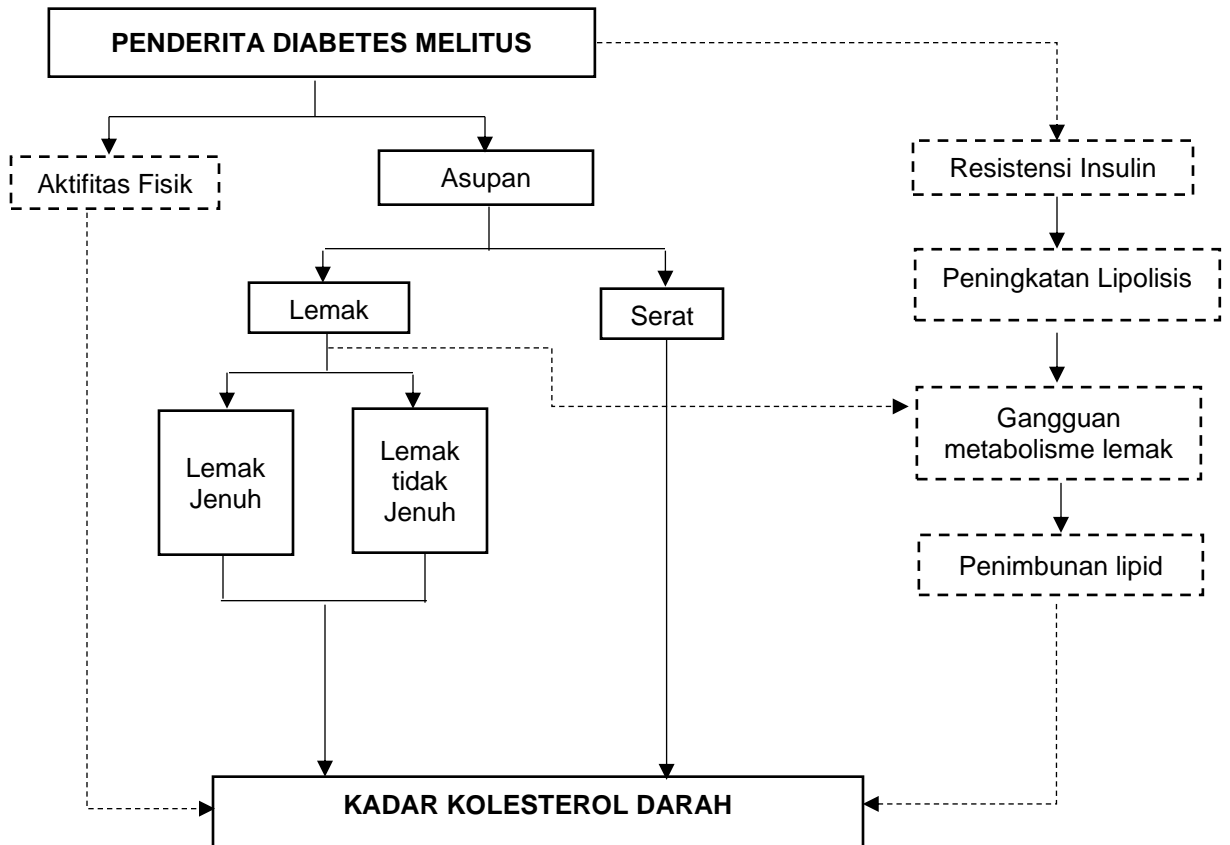 PENDERITA DIABETES MELITUS
Aktifitas Fisik
Asupan
Resistensi Insulin
Peningkatan Lipolisis
Lemak
Serat
Lemak
Jenuh
Lemak
tidak
Jenuh
Gangguan
metabolisme lemak
Penimbunan lipid
KADAR KOLESTEROL DARAH